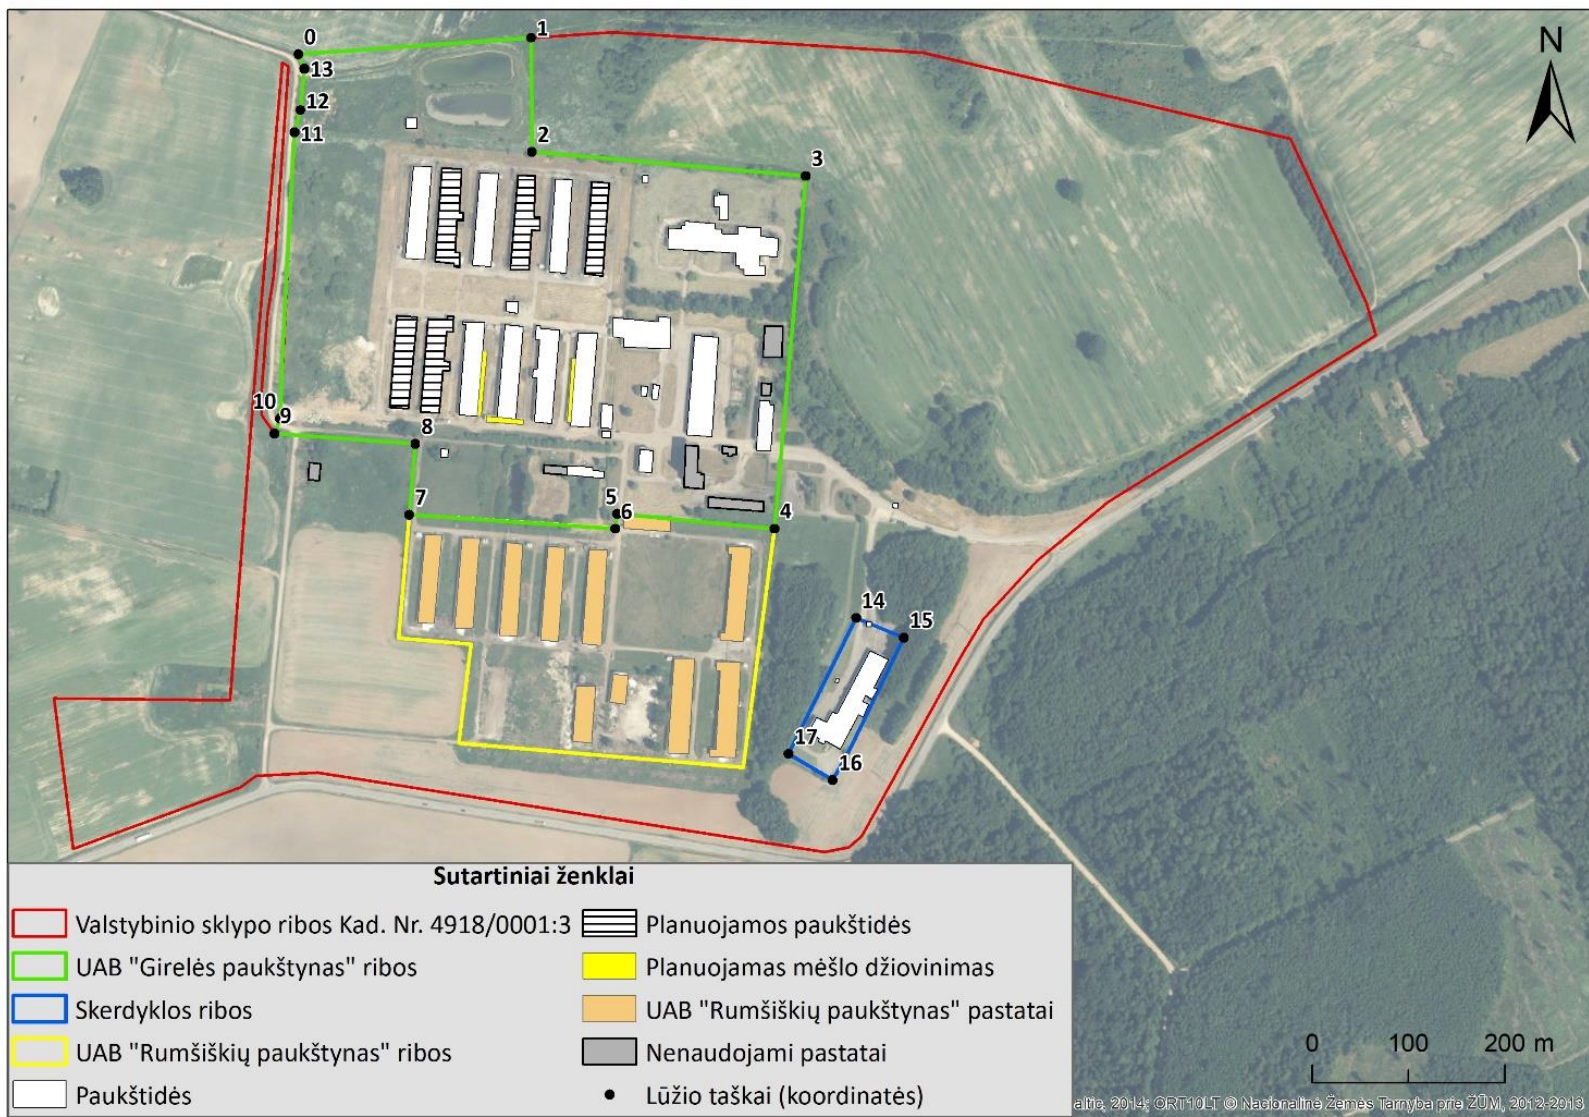 0
1
13
12
11
2
3
N
10
9
8
7
5
6
4
14
15
17
16
Sutartiniai ženklai
Valstybinio sklypo ribos Kad. Nr. 4918/0001:3
UAB "Girelės paukštynas" ribos
Skerdyklos ribos
UAB "Rumšiškių paukštynas" ribos
Paukštidės
Planuojamos paukštidės
Planuojamas mėšlo džiovinimas
UAB "Rumšiškių paukštynas" pastatai
Nenaudojami pastatai
Lūžio taškai (koordinatės)
0 100 200 m
altic, 2014; ORT10LT © Nacionalinė Žemės Tarnyba prie ŽŪM, 2012-2013